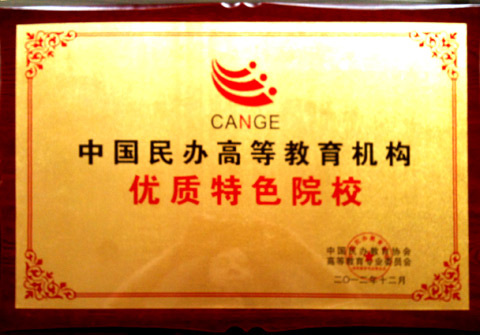 CANGE
中国民办高等教育机构
优质特色院校
中国民办教育协会
高等教育专业委员会
二〇一二年十二月